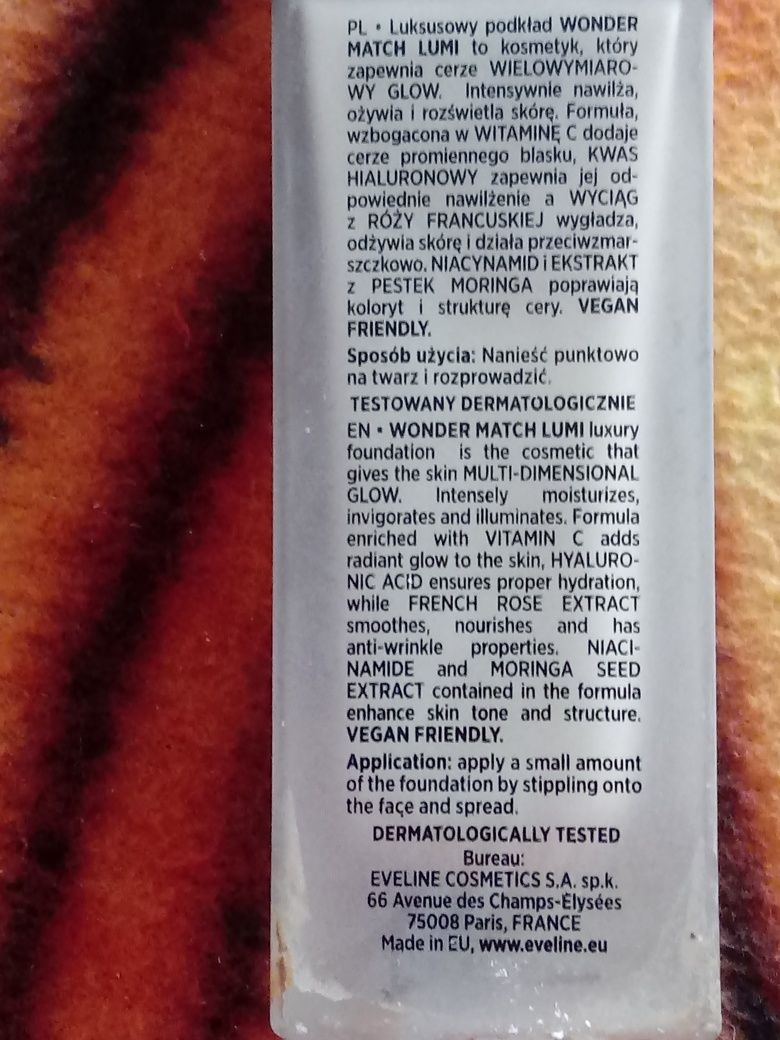 PL • Luksusowy podkład WONDER
MATCH LUMI to kosmetyk, który
zapewnia cerze WIELOWYMIARO-
WY GLOW. Intensywnie nawilża,
ożywia i rozświetla skórę. Formuła,
wzbogacona w WITAMINĘ C dodaje
cerze promiennego blasku, KWAS
HIALURONOWY zapewnia jej od-
powiednie nawilżenie a WYCIĄG
z RÓŻY FRANCUSKIEJ wygładza,
odżywia skórę i działa przeciwzmar-
szczkowo. NIACYNAMID i EKSTRAKT
z PESTEK MORINGA poprawiają
koloryt i strukturę cery. VEGAN
FRIENDLY.
Sposób użycia: Nanieść punktowo
na twarz i rozprowadzić.
TESTOWANY DERMATOLOGICZNIE
EN • WONDER MATCH LUMI luxury
foundation is the cosmetic that
gives the skin MULTI-DIMENSIONAL
GLOW. Intensely moisturizes,
invigorates and illuminates. Formula
enriched with VITAMIN C adds
radiant glow to the skin, HYALURO-
NIC ACID ensures proper hydration,
while FRENCH ROSE EXTRACT
smoothes, nourishes and has
anti-wrinkle properties. NIACI-
NAMIDE and MORINGA SEED
EXTRACT contained in the formula
enhance skin tone and structure.
VEGAN FRIENDLY.
Application: apply a small amount
of the foundation by stippling onto
the face and spread.
DERMATOLOGICALLY TESTED
Bureau:
EVELINE COSMETICS S.A. sp.k.
66 Avenue des Champs-Élysées
75008 Paris, FRANCE
Made in EU, www.eveline.eu